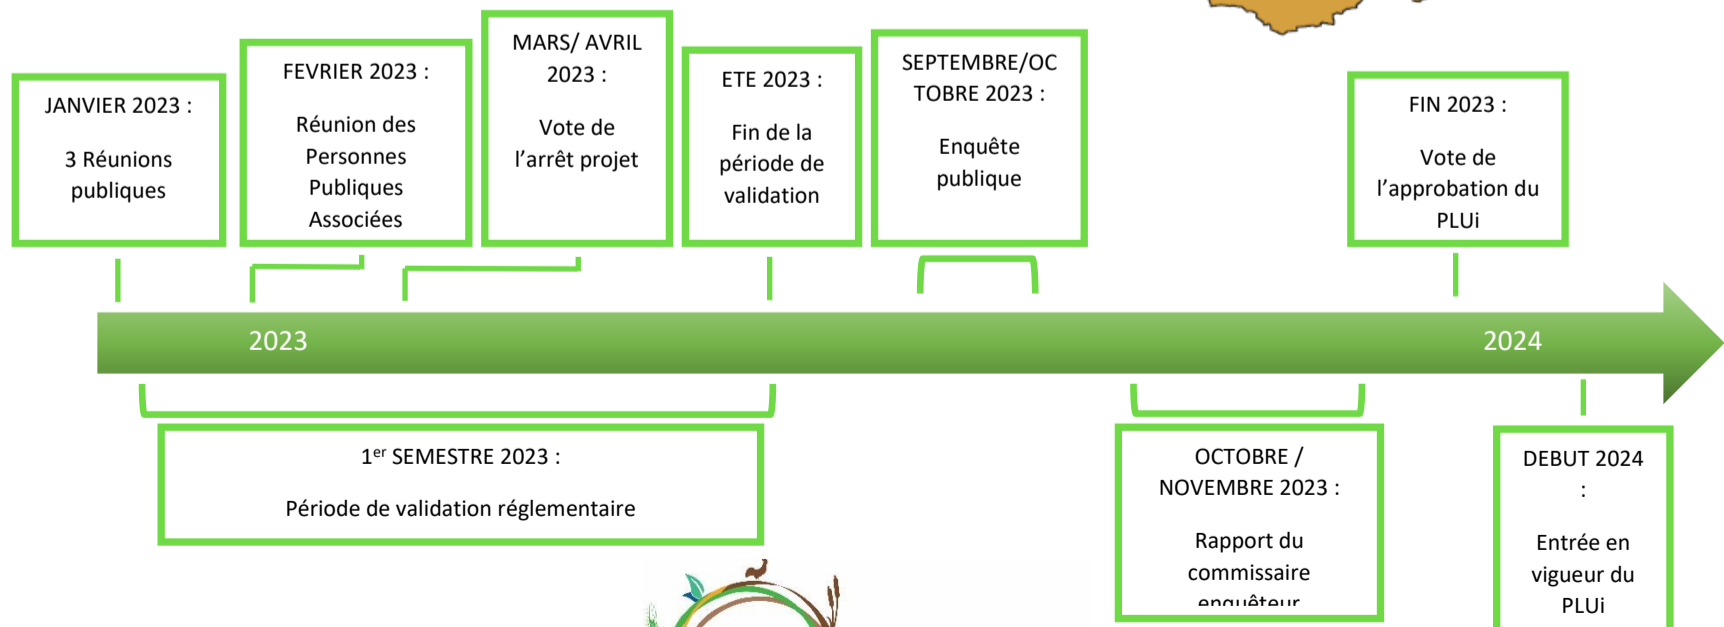 JANVIER 2023 :
3 Réunions
publiques
FEVRIER 2023 :
Réunion des
Personnes
Publiques
Associées
MARS/ AVRIL
2023 :
Vote de
l’arrêt projet
ETE 2023 :
Fin de la
période de
validation
SEPTEMBRE/OC
TOBRE 2023 :
Enquête
publique
FIN 2023 :
Vote de
l’approbation du
PLUi
2023
2024
1er SEMESTRE 2023 :
Période de validation réglementaire
OCTOBRE /
NOVEMBRE 2023 :
Rapport du
commissaire
enquêteur
DEBUT 2024
:
Entrée en
vigueur du
PLUi